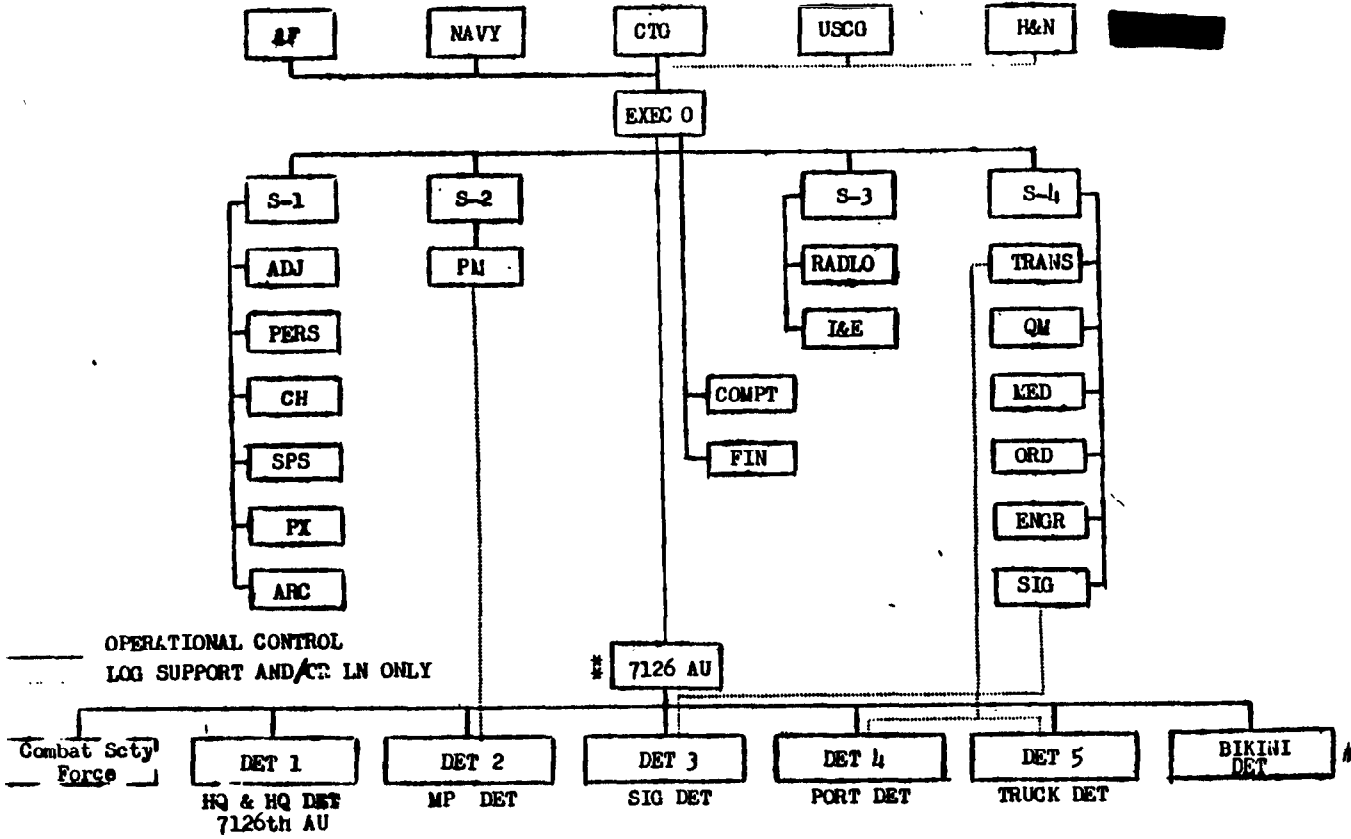 AF
NAVY
CTG
USCG
H&N
EXEC O
S-1
S-2
S-3
S-4
ADJ
PM
RADLO
TRANS
PERS
I&E
QM
CH
COMPT
MED
SPS
FIN
ORD
PX
ENGR
ARC
SIG
OPERATIONAL CONTROL
LOG SUPPORT AND/OR LN ONLY
** 7126 AU
Combat Scty
Force
DET 1
DET 2
DET 3
DET 4
DET 5
BIKINI
DET
HQ & HQ DET
7126th AU
MP DET
SIG DET
PORT DET
TRUCK DET